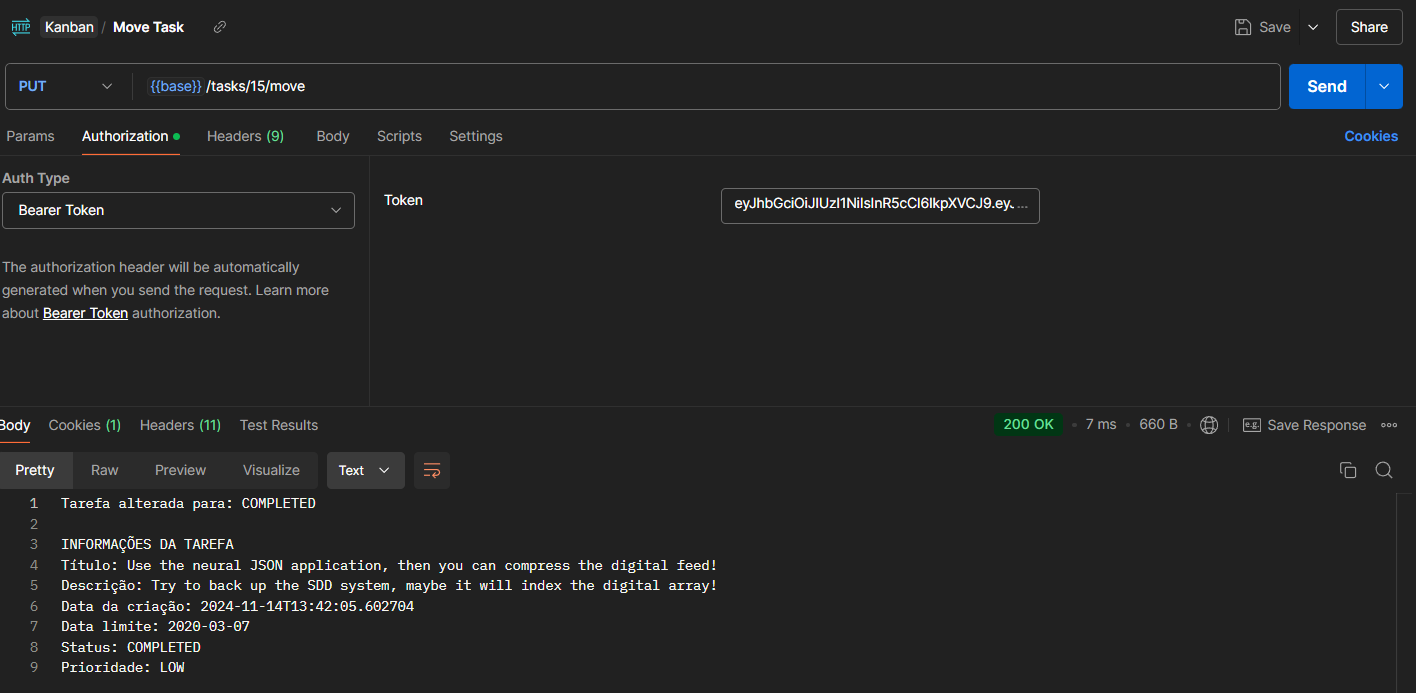 HTTP Kanban / Move Task Save Share
PUT {{base}}/tasks/15/move Send
Params Authorization Headers (9) Body Scripts Settings Cookies
Auth Type
Bearer Token
Token eyJhbGciOiJIUzI1NiIsInR5cCI6IkpXVCJ9.eyJ...
The authorization header will be automatically
generated when you send the request. Learn more
about Bearer Token authorization.
Body Cookies (1) Headers (11) Test Results 200 OK 7 ms 660 B e.g. Save Response
Pretty Raw Preview Visualize Text
1 Tarefa alterada para: COMPLETED
2
3 INFORMAÇÕES DA TAREFA
4 Título: Use the neural JSON application, then you can compress the digital feed!
5 Descrição: Try to back up the SDD system, maybe it will index the digital array!
6 Data da criação: 2024-11-14T13:42:05.602704
7 Data limite: 2020-03-07
8 Status: COMPLETED
9 Prioridade: LOW